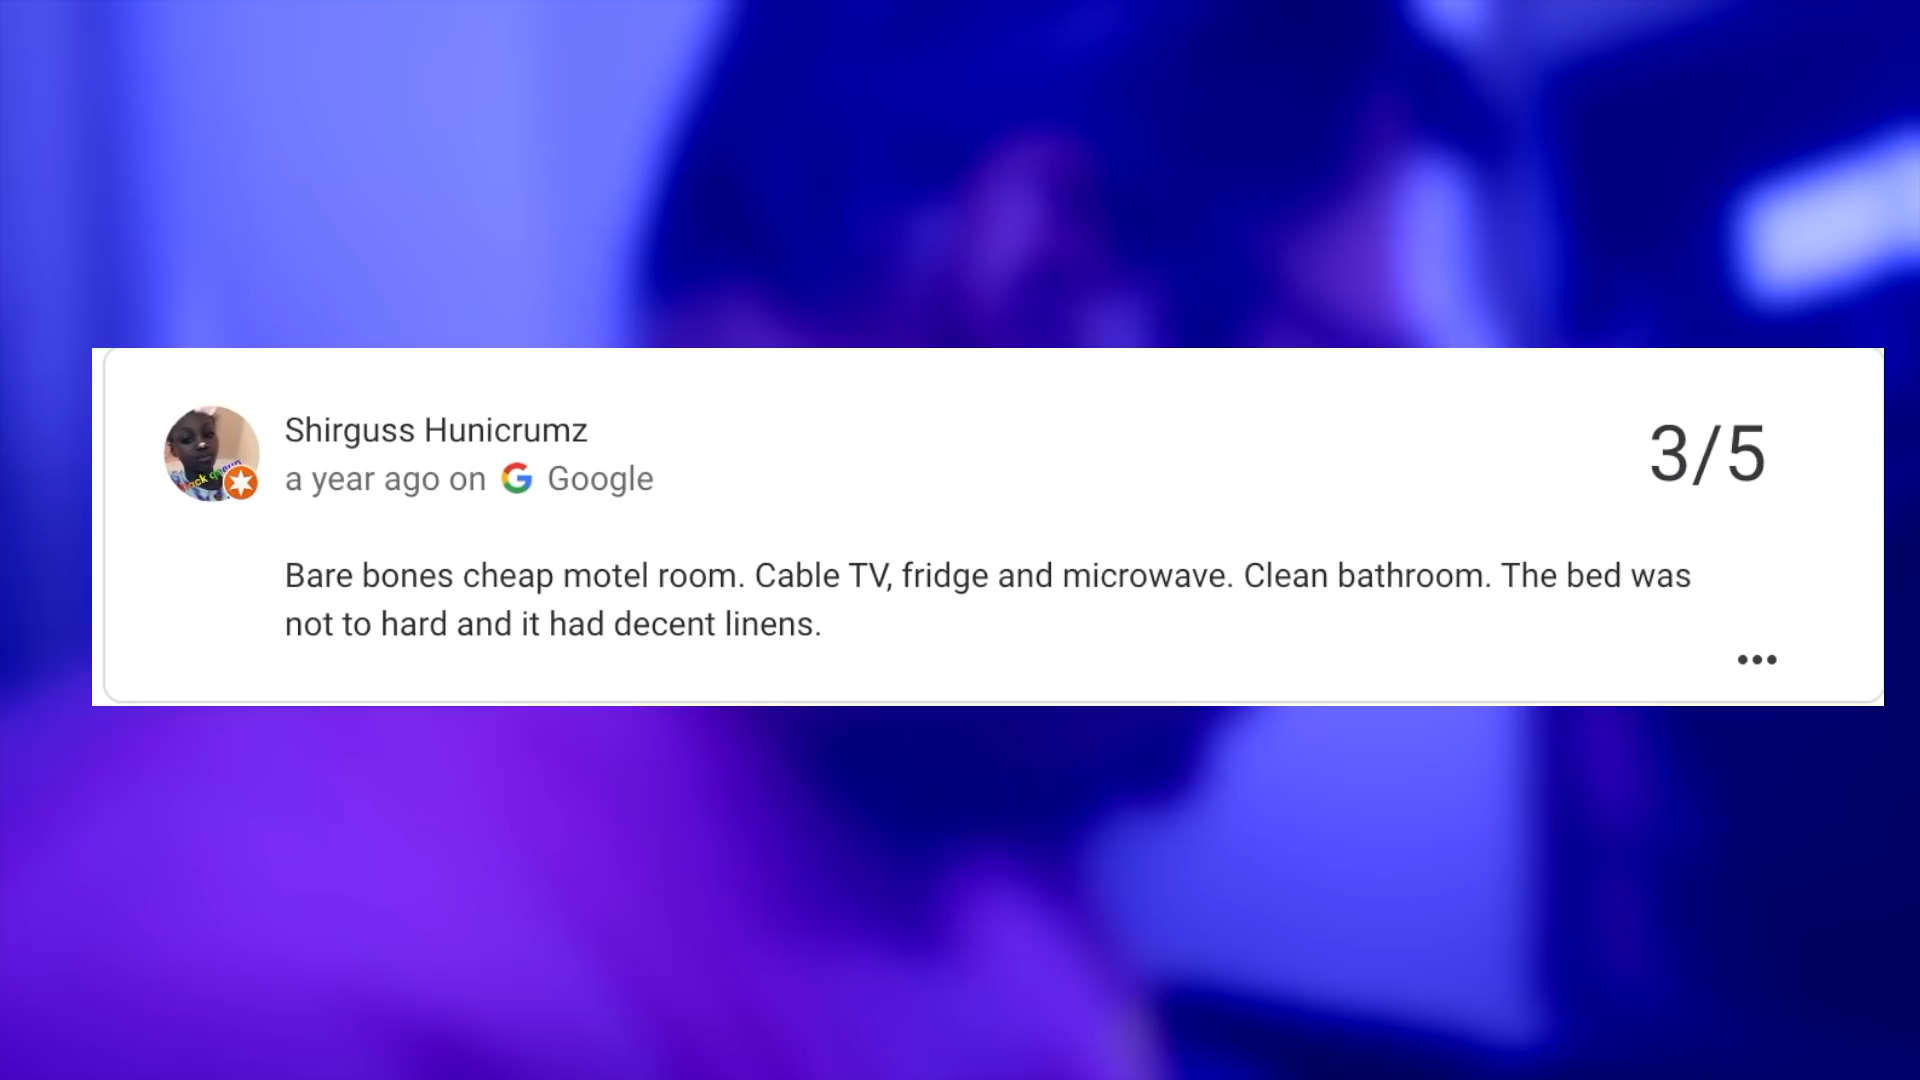 Shirguss Hunicrumz
a year ago on Google
3/5
Bare bones cheap motel room. Cable TV, fridge and microwave. Clean bathroom. The bed was
not to hard and it had decent linens.